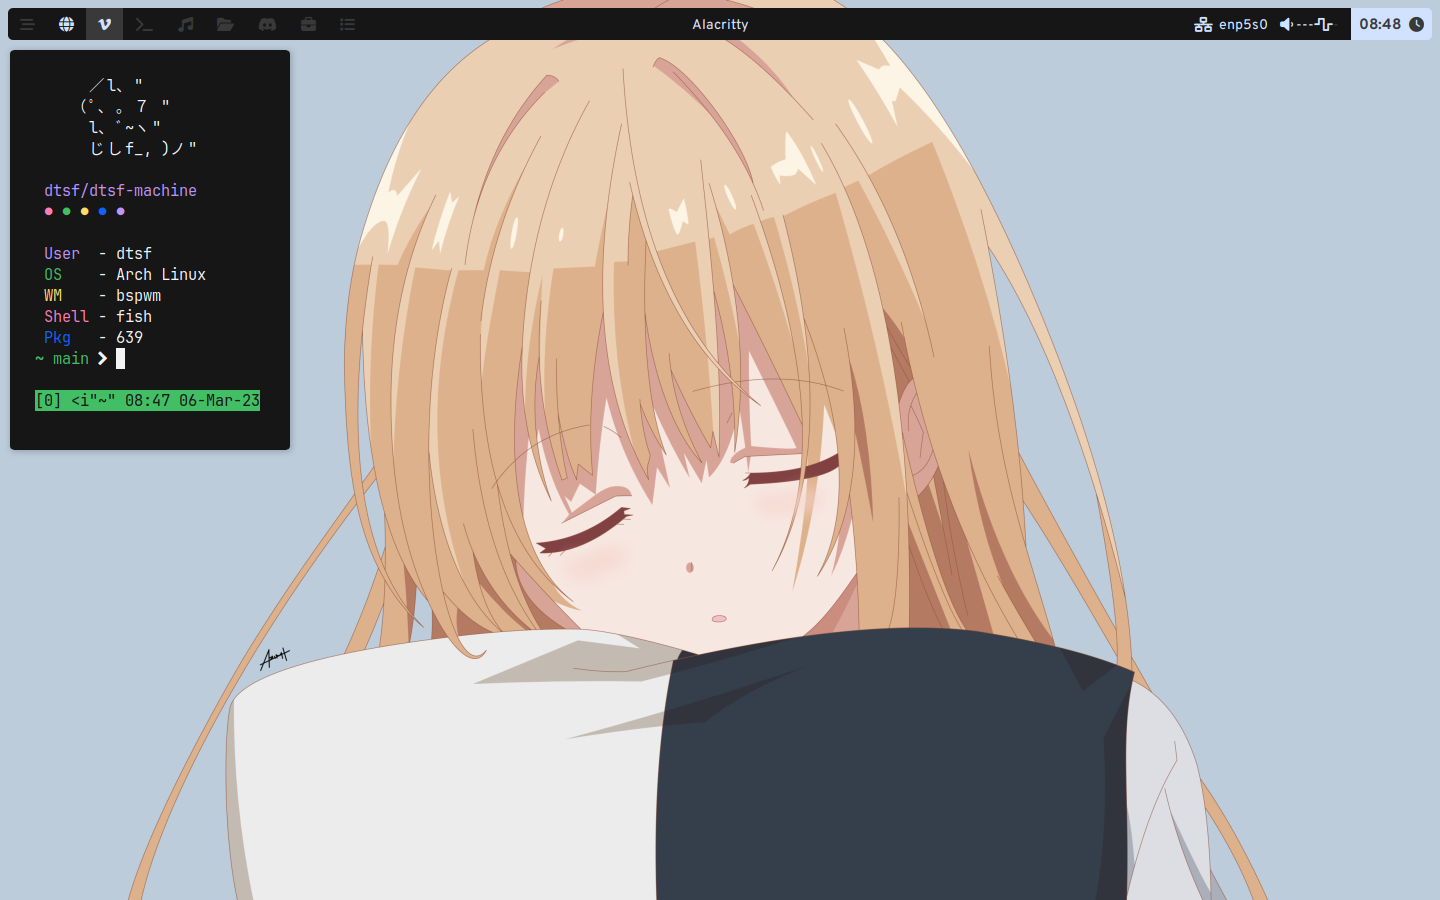 Alacritty
enp5s0
08:48
／l、"
(ﾟ、 。 7 "
l、ﾞ~ヽ"
じしf_, )ノ"
dtsf/dtsf-machine
User - dtsf
OS - Arch Linux
WM - bspwm
Shell - fish
Pkg - 639
~ main ❯
[0] <i"~" 08:47 06-Mar-23